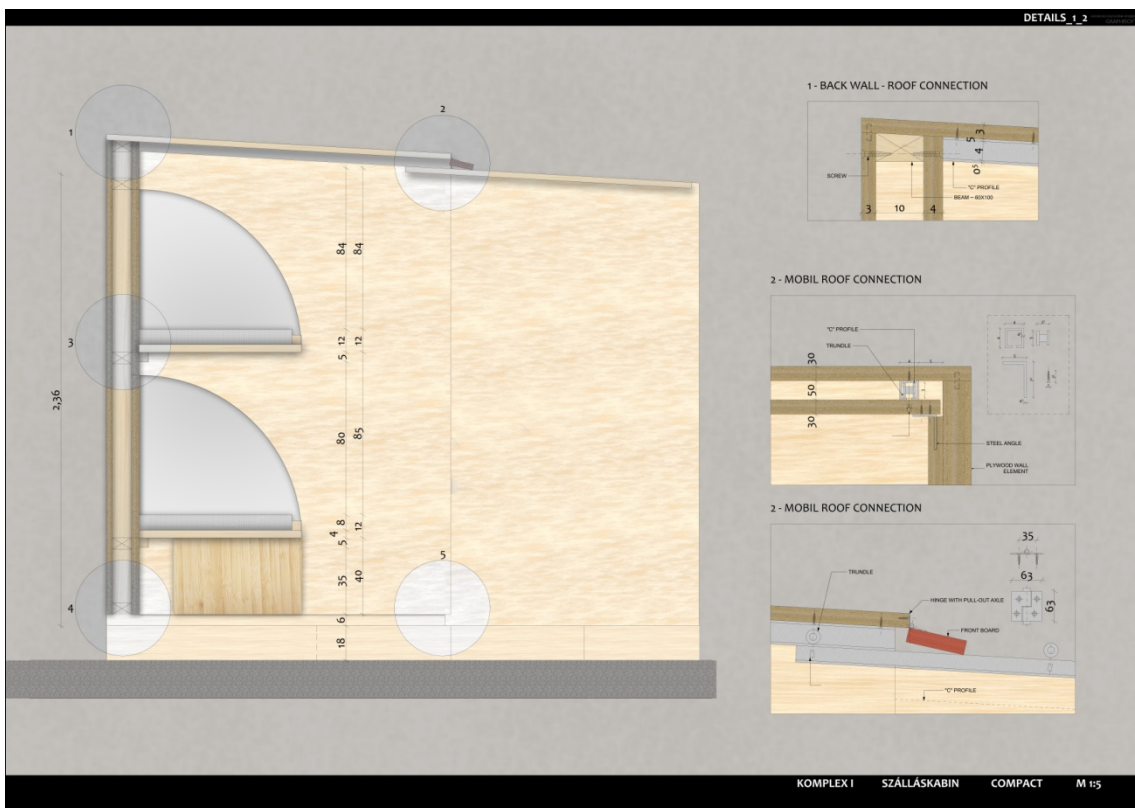 DETAILS_1_2
1 - BACK WALL - ROOF CONNECTION
3
5
4
0⁵
SCREW
"C" PROFILE
BEAM – 60X100
3
10
4
2 - MOBIL ROOF CONNECTION
"C" PROFILE
TRUNDLE
30
50
30
STEEL ANGLE
PLYWOOD WALL
ELEMENT
2 - MOBIL ROOF CONNECTION
35
63
63
TRUNDLE
HINGE WITH PULL-OUT AXLE
FRONT BOARD
"C" PROFILE
1
2
3
4
5
2,36
84
84
12
12
5
80
85
8
12
4
5
35
40
6
18
KOMPLEX I
SZÁLLÁSKABIN
COMPACT
M 1:5